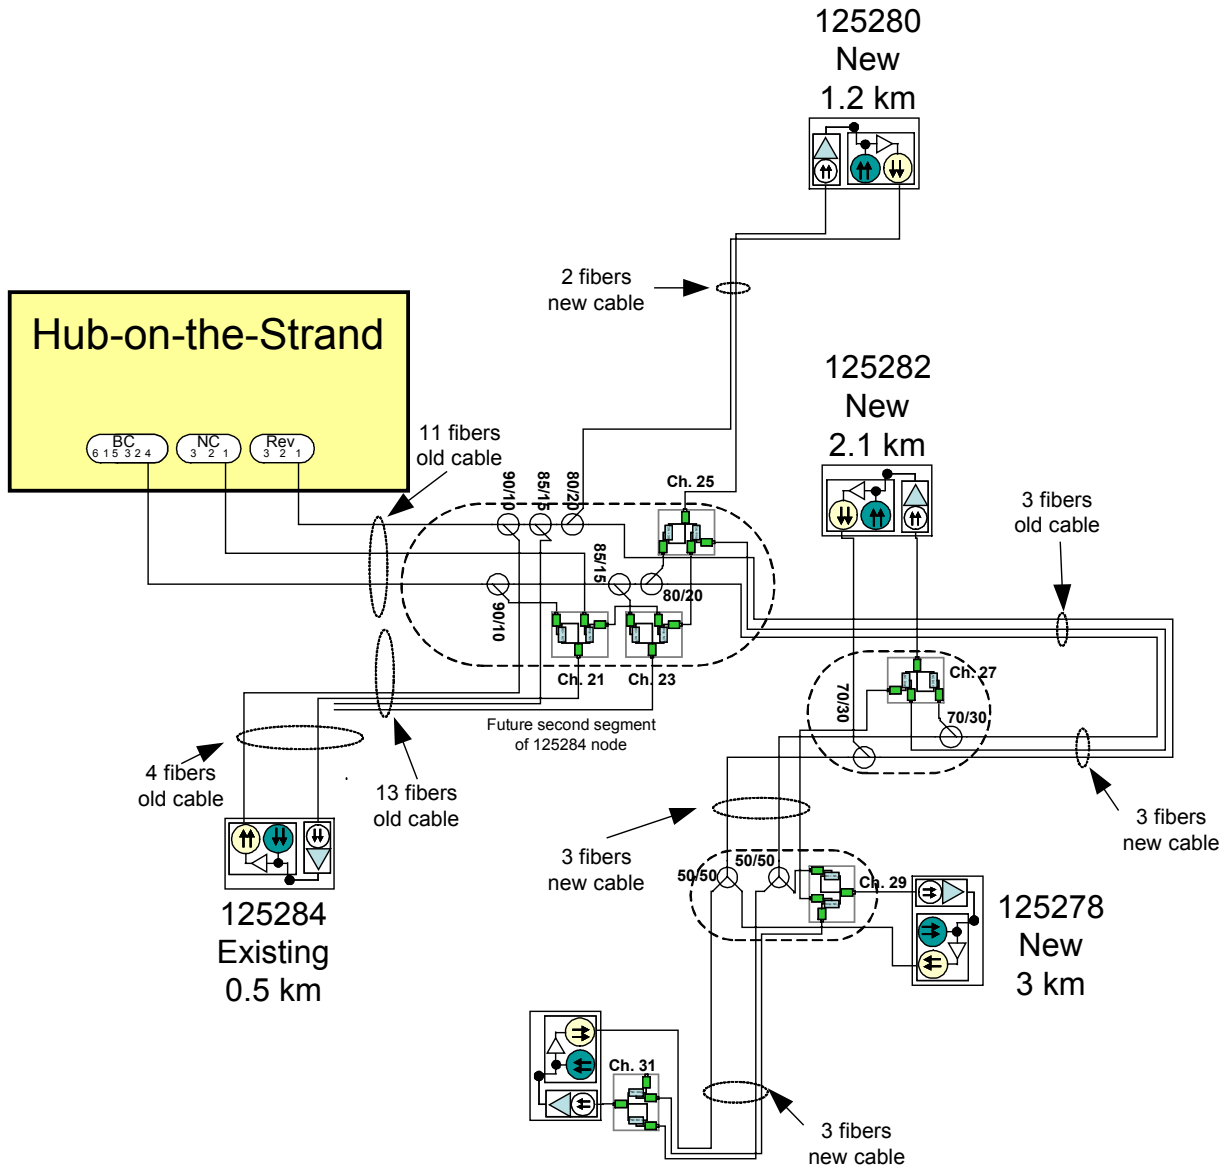 125280
New
1.2 km
2 fibers
new cable
Hub-on-the-Strand
BC
6 1 5 3 2 4
NC
3 2 1
Rev
3 2 1
11 fibers
old cable
90/10
85/15
80/20
Ch. 25
125282
New
2.1 km
3 fibers
old cable
85/15
80/20
90/10
Ch. 21
Ch. 23
Ch. 27
70/30
70/30
Future second segment
of 125284 node
4 fibers
old cable
13 fibers
old cable
3 fibers
new cable
3 fibers
new cable
50/50
50/50
Ch. 29
125278
New
3 km
125284
Existing
0.5 km
Ch. 31
3 fibers
new cable